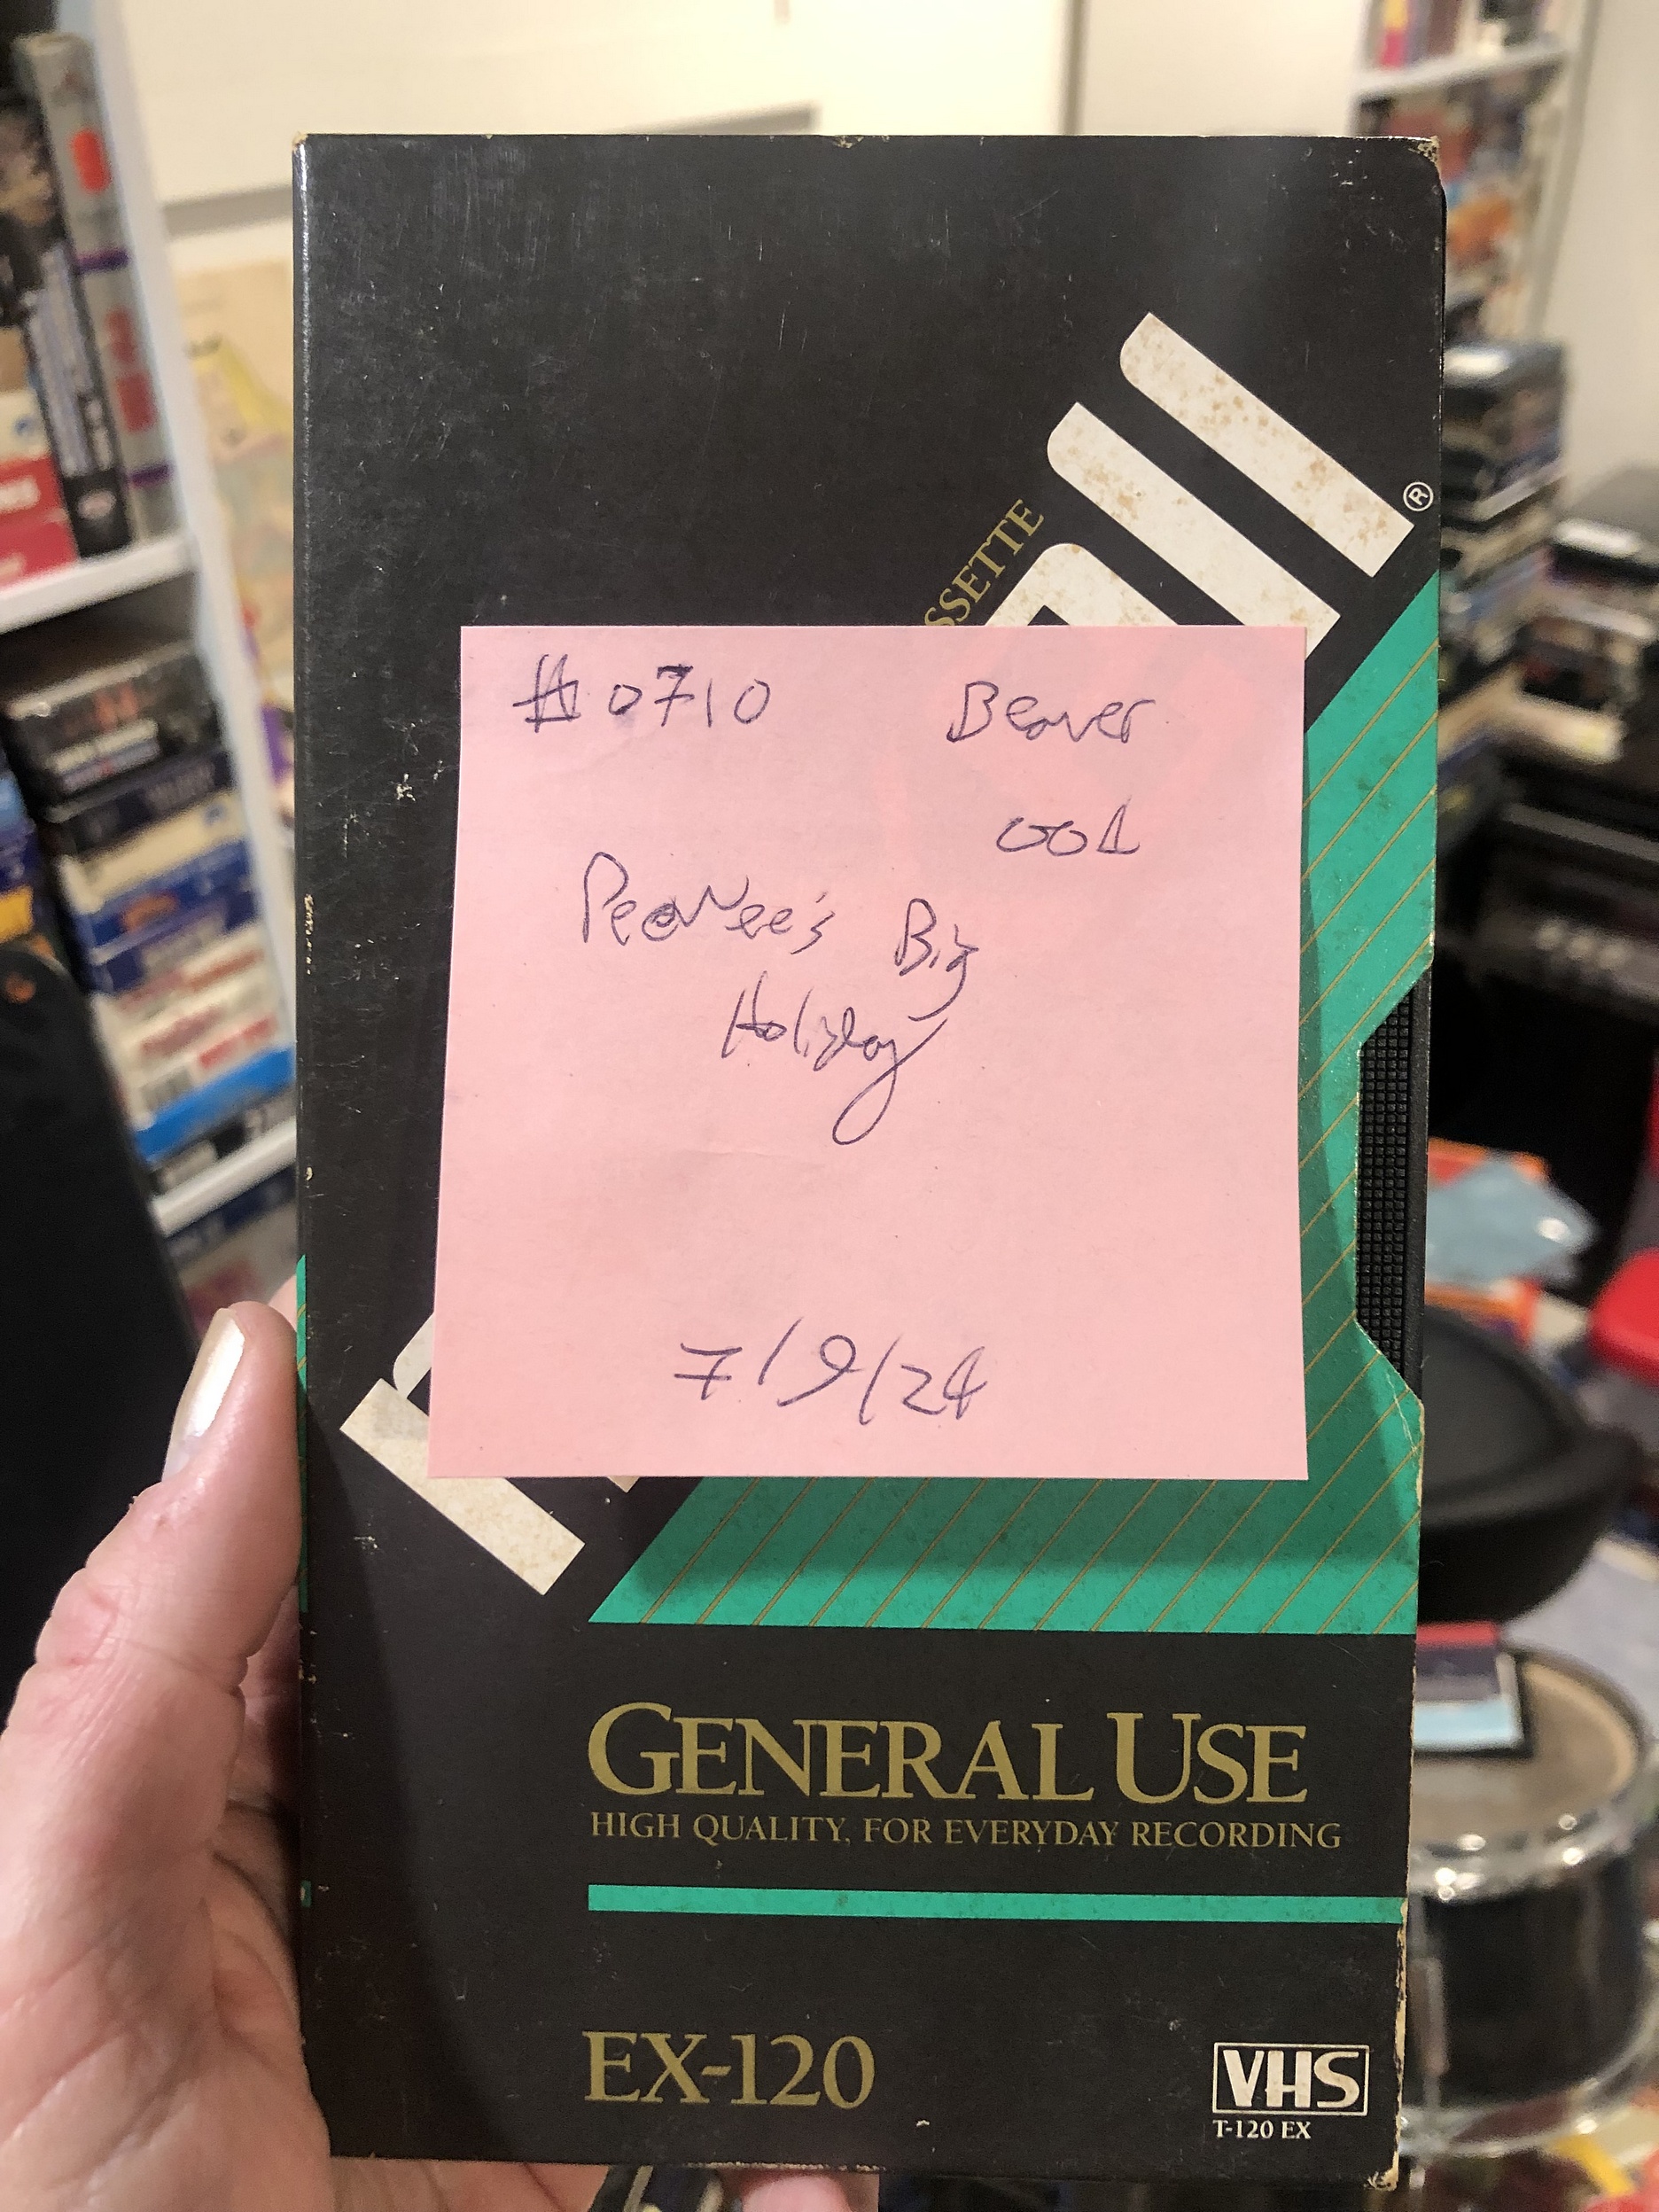 ®
SSETTE
#0710 Beaver
001
PeeWee's Big
Holiday
7/9/24
GENERAL USE
HIGH QUALITY, FOR EVERYDAY RECORDING
EX-120
VHS
T-120 EX